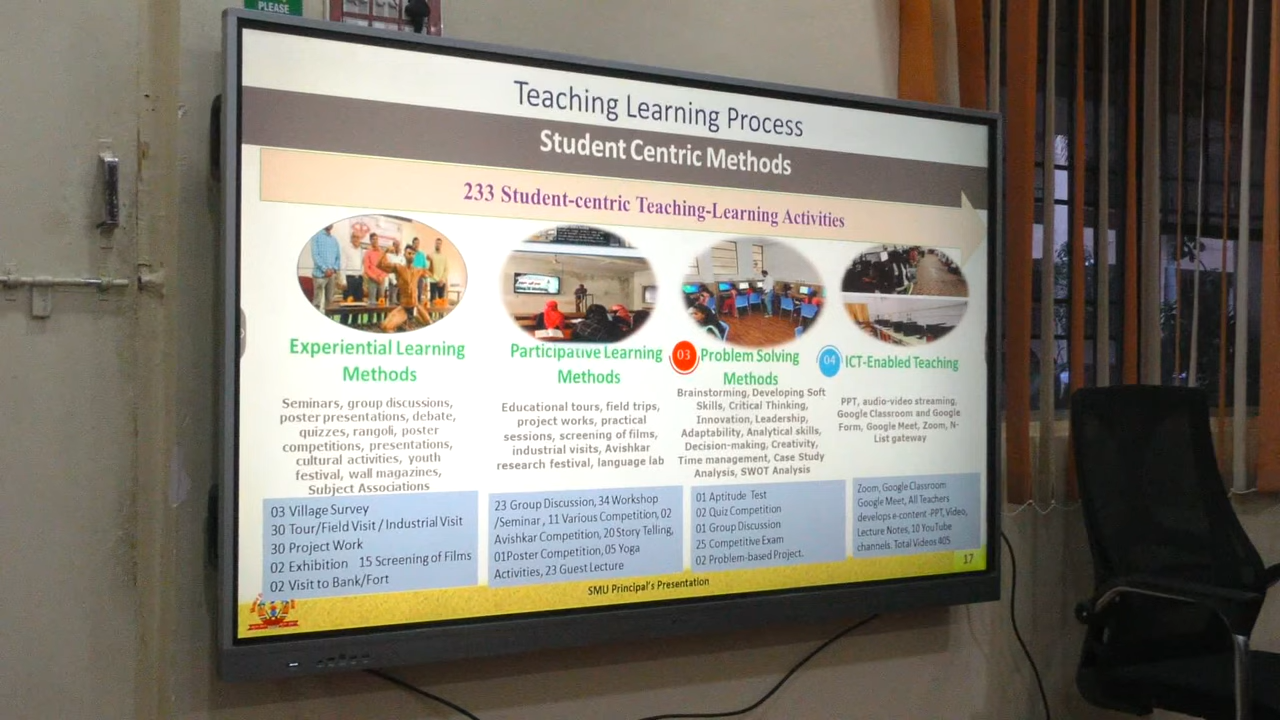 PLEASE
Teaching Learning Process
Student Centric Methods
233 Student-centric Teaching-Learning Activities
Experiential Learning
Methods
Seminars, group discussions,
poster presentations, debate,
quizzes, rangoli, poster
competitions, presentations,
cultural activities, youth
festival, wall magazines,
Subject Associations
03 Village Survey
30 Tour/Field Visit / Industrial Visit
30 Project Work
02 Exhibition 15 Screening of Films
02 Visit to Bank/Fort
Participative Learning
Methods
Educational tours, field trips,
project works, practical
sessions, screening of films,
industrial visits, Avishkar
research festival, language lab
23 Group Discussion, 34 Workshop
/Seminar , 11 Various Competition, 02
Avishkar Competition, 20 Story Telling,
01Poster Competition, 05 Yoga
Activities, 23 Guest Lecture
03
Problem Solving
Methods
Brainstorming, Developing Soft
Skills, Critical Thinking,
Innovation, Leadership,
Adaptability, Analytical skills,
Decision-making, Creativity,
Time management, Case Study
Analysis, SWOT Analysis
01 Aptitude Test
02 Quiz Competition
01 Group Discussion
25 Competitive Exam
02 Problem-based Project.
04
ICT-Enabled Teaching
PPT, audio-video streaming,
Google Classroom and Google
Form, Google Meet, Zoom, N-
List gateway
Zoom, Google Classroom
Google Meet, All Teachers
develops e-content -PPT, Video,
Lecture Notes, 10 YouTube
channels. Total Videos 405
17
SMU Principal's Presentation